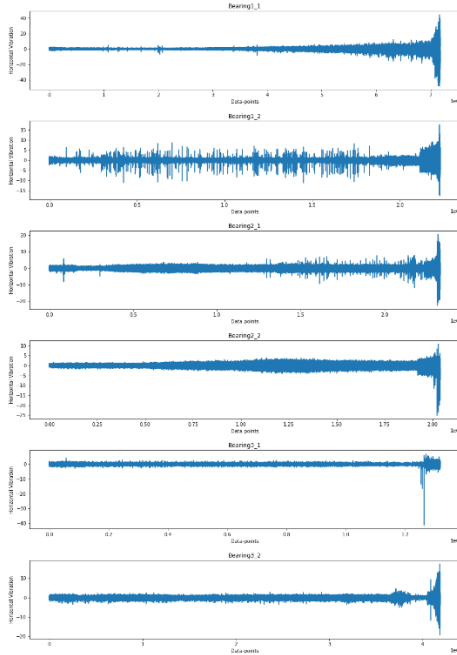 Bearing1_1
40
20
0
-20
-40
Horizontal Vibration
0 1 2 3 4 5 6 7
Data-points
1e
Bearing1_2
15
10
5
0
-5
-10
-15
Horizontal Vibration
0.0 0.5 1.0 1.5 2.0
Data-points
1e
Bearing2_1
20
10
0
-10
-20
Horizontal Vibration
0.0 0.5 1.0 1.5 2.0
Data-points
1e
Bearing2_2
10
5
0
-5
-10
-15
-20
-25
Horizontal Vibration
0.00 0.25 0.50 0.75 1.00 1.25 1.50 1.75 2.00
Data-points
1e
Bearing3_1
0
-10
-20
-30
-40
Horizontal Vibration
0.0 0.2 0.4 0.6 0.8 1.0 1.2
Data-points
1e
Bearing3_2
10
0
-10
-20
Horizontal Vibration
0 1 2 3 4
Data-points
1e